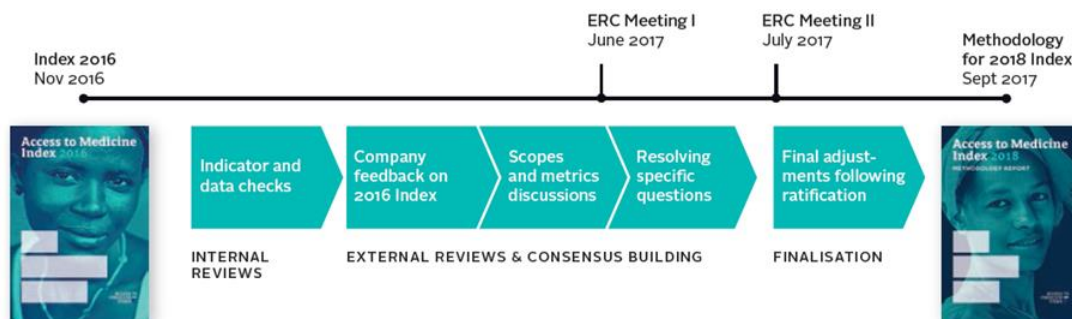 ERC Meeting I
June 2017
ERC Meeting II
July 2017
Index 2016
Nov 2016
Methodology
for 2018 Index
Sept 2017
Access to Medicine
Index 2016
Indicator and
data checks
Company
feedback on
2016 Index
Scopes
and metrics
discussions
Resolving
specific
questions
Final adjust-
ments following
ratification
Access to Medicine
Index 2018
METHODOLOGY REPORT
INTERNAL
REVIEWS
EXTERNAL REVIEWS & CONSENSUS BUILDING
FINALISATION